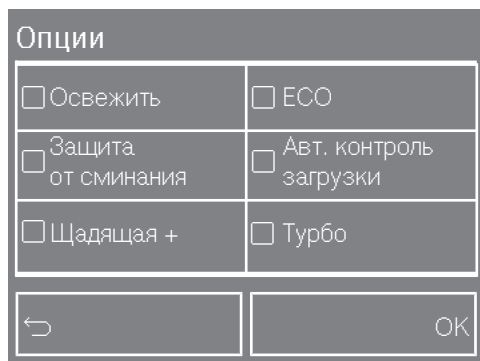 Опции
Освежить
ECO
Защита
от сминания
Авт. контроль
загрузки
Щадящая +
Турбо
OK